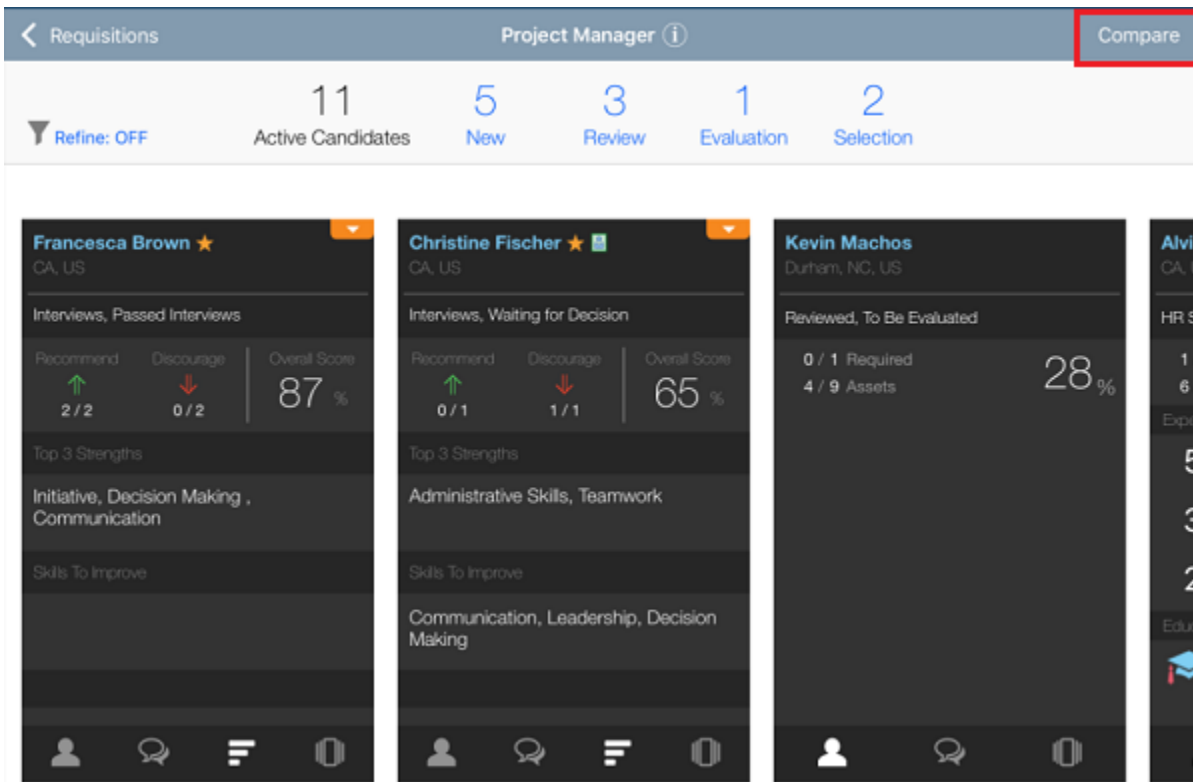 Requisitions
Project Manager
Compare
Refine: OFF
11
Active Candidates
5
New
3
Review
1
Evaluation
2
Selection
Francesca Brown
CA, US
Interviews, Passed Interviews
Recommend Discourage Overall Score
2 / 2 0 / 2 87 %
Top 3 Strengths
Initiative, Decision Making ,
Communication
Skills To Improve
Christine Fischer
CA, US
Interviews, Waiting for Decision
Recommend Discourage Overall Score
0 / 1 1 / 1 65 %
Top 3 Strengths
Administrative Skills, Teamwork
Skills To Improve
Communication, Leadership, Decision
Making
Kevin Machos
Durham, NC, US
Reviewed, To Be Evaluated
0 / 1 Required
4 / 9 Assets
28 %
CA,
HR
1
6